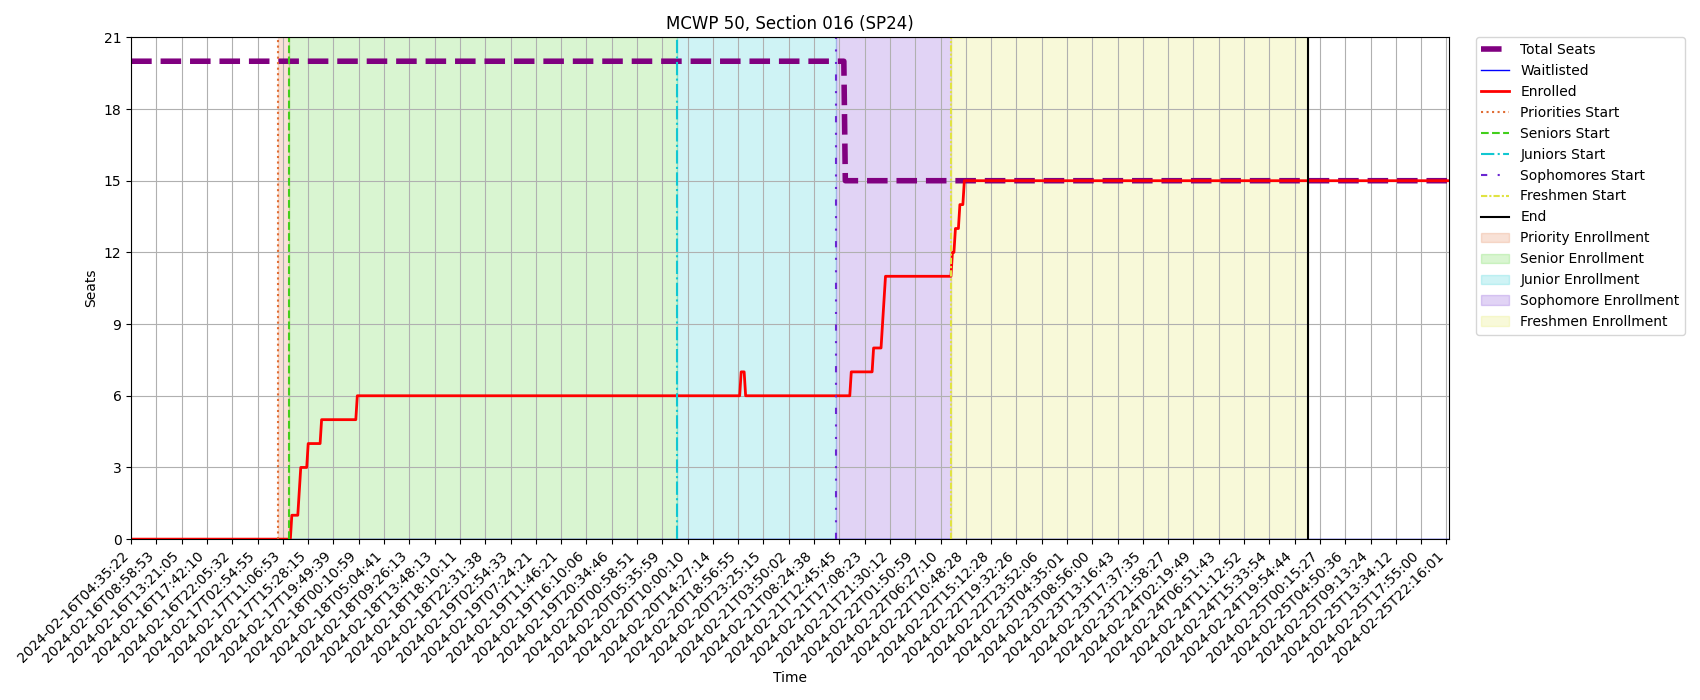 MCWP 50, Section 016 (SP24)
Seats
21
18
15
12
9
6
3
0
2024-02-16T04:35:22
2024-02-16T08:58:53
2024-02-16T13:21:05
2024-02-16T17:42:10
2024-02-16T22:05:32
2024-02-17T02:54:55
2024-02-17T11:06:53
2024-02-17T15:28:15
2024-02-17T19:49:39
2024-02-18T00:10:59
2024-02-18T05:04:41
2024-02-18T09:26:13
2024-02-18T13:48:13
2024-02-18T18:10:11
2024-02-18T22:31:38
2024-02-19T02:54:33
2024-02-19T07:24:21
2024-02-19T11:46:21
2024-02-19T16:10:06
2024-02-19T20:34:46
2024-02-20T00:58:51
2024-02-20T05:35:59
2024-02-20T10:00:10
2024-02-20T14:27:14
2024-02-20T18:56:55
2024-02-20T23:25:15
2024-02-21T03:50:02
2024-02-21T08:24:38
2024-02-21T12:45:45
2024-02-21T17:08:23
2024-02-21T21:30:12
2024-02-22T01:50:59
2024-02-22T06:27:10
2024-02-22T10:48:28
2024-02-22T15:12:28
2024-02-22T19:32:26
2024-02-22T23:52:06
2024-02-23T04:35:01
2024-02-23T08:56:00
2024-02-23T13:16:43
2024-02-23T17:37:35
2024-02-23T21:58:27
2024-02-24T02:19:49
2024-02-24T06:51:43
2024-02-24T11:12:52
2024-02-24T15:33:54
2024-02-24T19:54:44
2024-02-25T00:15:27
2024-02-25T04:50:36
2024-02-25T09:13:24
2024-02-25T13:34:12
2024-02-25T17:55:00
2024-02-25T22:16:01
Time
Total Seats
Waitlisted
Enrolled
Priorities Start
Seniors Start
Juniors Start
Sophomores Start
Freshmen Start
End
Priority Enrollment
Senior Enrollment
Junior Enrollment
Sophomore Enrollment
Freshmen Enrollment